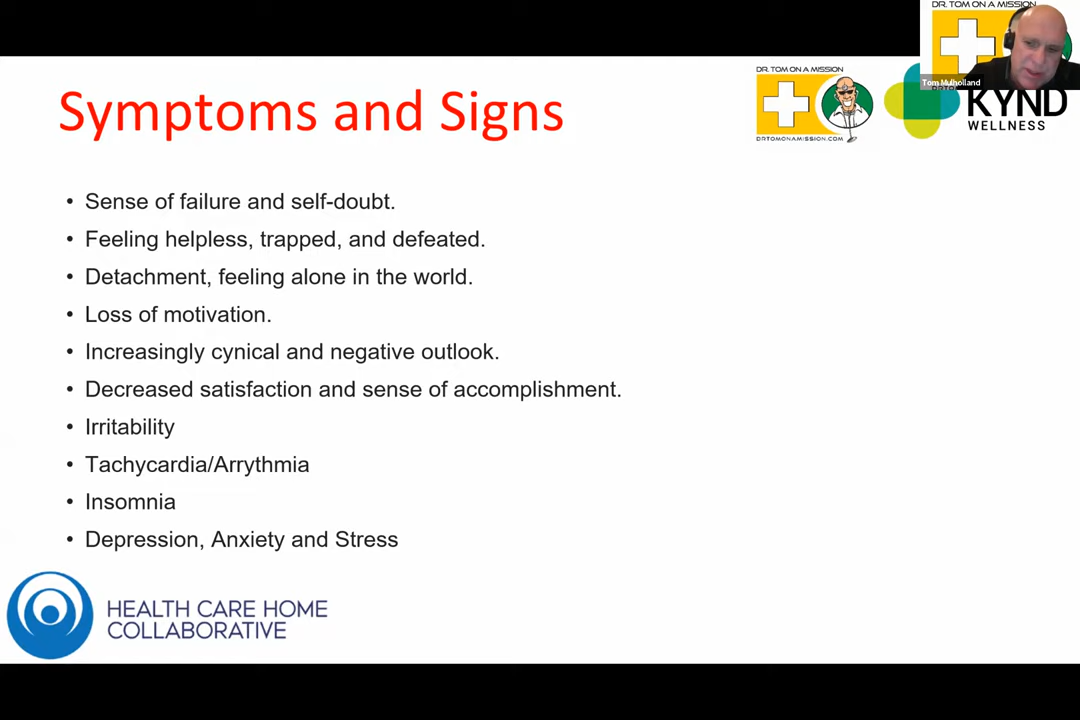 DR. TOM ON A MISSION
Tom Mulholland
DR. TOM ON A MISSION
DRTOMONAMISSION.COM
KYND
WELLNESS
Symptoms and Signs
• Sense of failure and self-doubt.
• Feeling helpless, trapped, and defeated.
• Detachment, feeling alone in the world.
• Loss of motivation.
• Increasingly cynical and negative outlook.
• Decreased satisfaction and sense of accomplishment.
• Irritability
• Tachycardia/Arrythmia
• Insomnia
• Depression, Anxiety and Stress
HEALTH CARE HOME
COLLABORATIVE